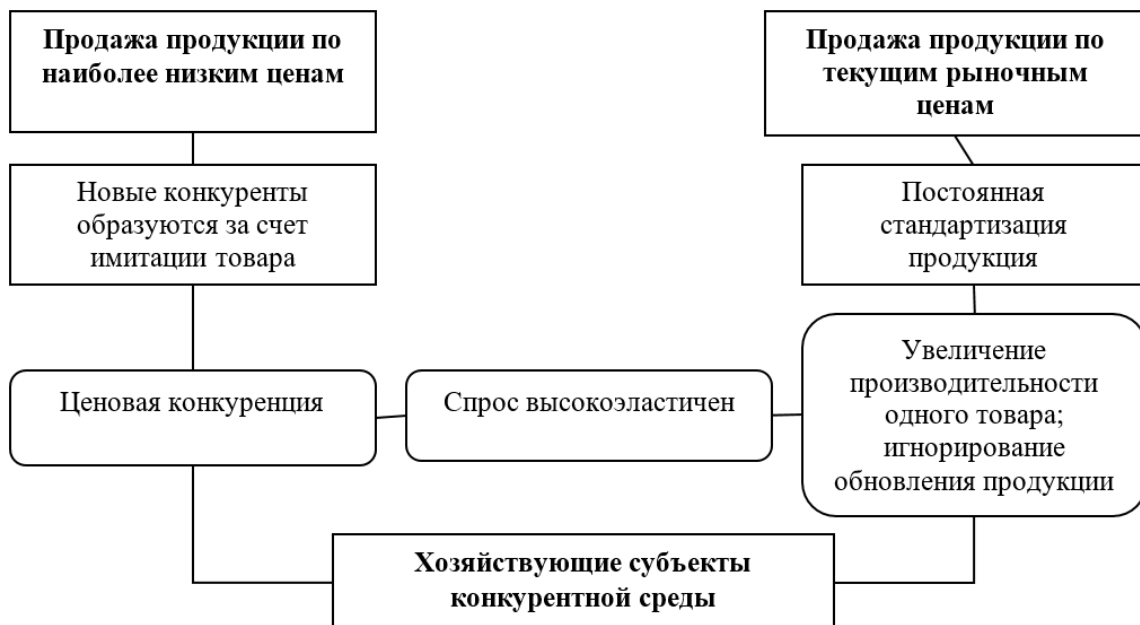 Продажа продукции по
наиболее низким ценам
Продажа продукции по
текущим рыночным
ценам
Новые конкуренты
образуются за счет
имитации товара
Постоянная
стандартизация
продукция
Ценовая конкуренция
Спрос высокоэластичен
Увеличение
производительности
одного товара;
игнорирование
обновления продукции
Хозяйствующие субъекты
конкурентной среды